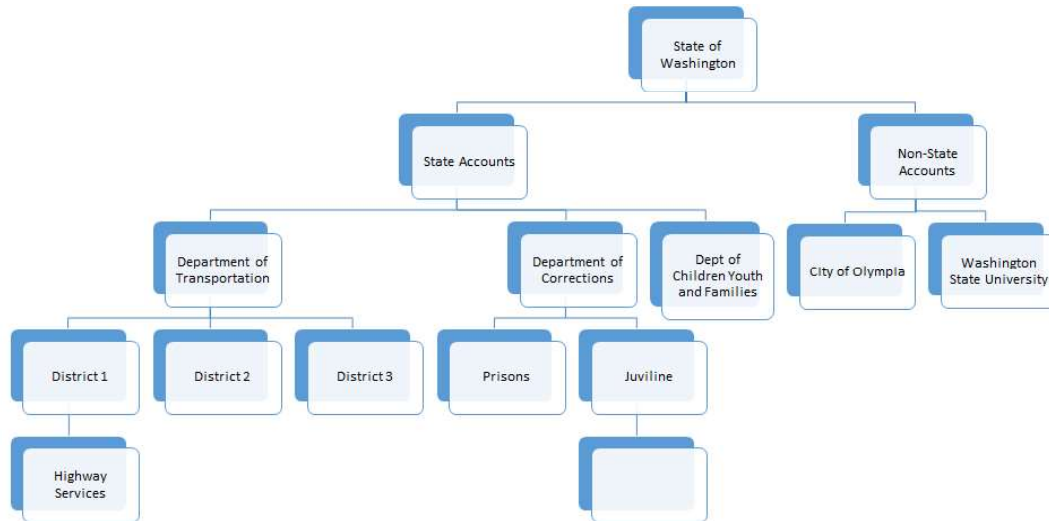 State of
Washington
State Accounts
Non-State
Accounts
Department of
Transportation
Department of
Corrections
Dept of
Children Youth
and Families
City of Olympia
Washington
State University
District 1
District 2
District 3
Prisons
Juviline
Highway
Services